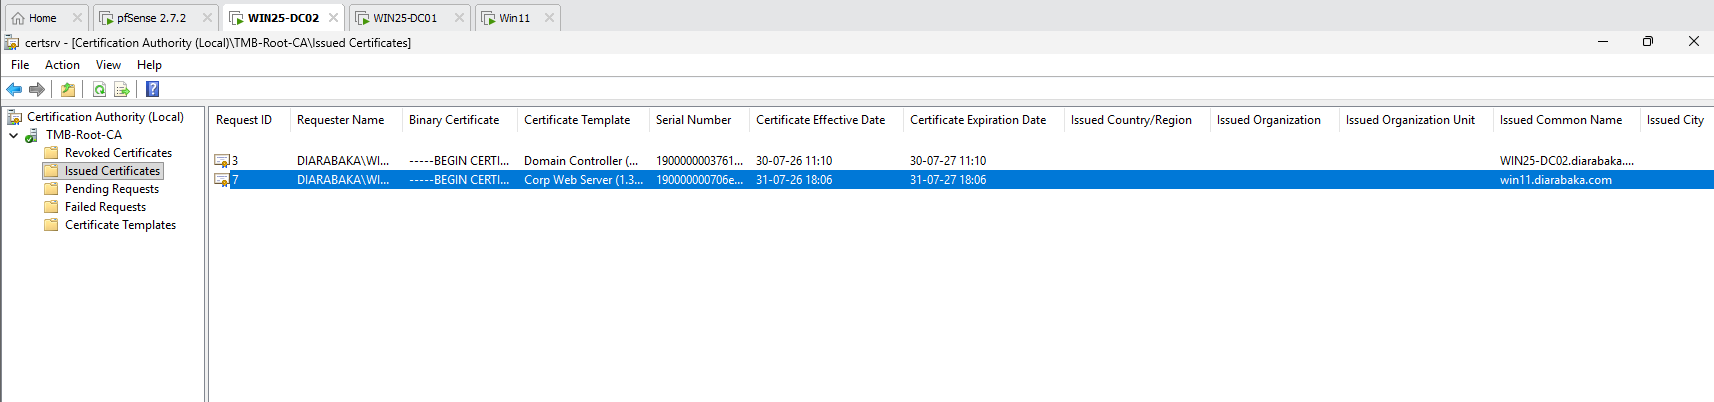 Home pfSense 2.7.2 WIN25-DC02 WIN25-DC01 Win11
certsrv - [Certification Authority (Local)\TMB-Root-CA\Issued Certificates]
File Action View Help
Certification Authority (Local)
TMB-Root-CA
Revoked Certificates
Issued Certificates
Pending Requests
Failed Requests
Certificate Templates
Request ID Requester Name Binary Certificate Certificate Template Serial Number Certificate Effective Date Certificate Expiration Date Issued Country/Region Issued Organization Issued Organization Unit Issued Common Name Issued City
3 DIARABAKA\WI... -----BEGIN CERTI... Domain Controller (...1900000003761... 30-07-26 11:10 30-07-27 11:10 WIN25-DC02.diarabaka....
7 DIARABAKA\WI... -----BEGIN CERTI... Corp Web Server (1.3... 190000000706e... 31-07-26 18:06 31-07-27 18:06 win11.diarabaka.com